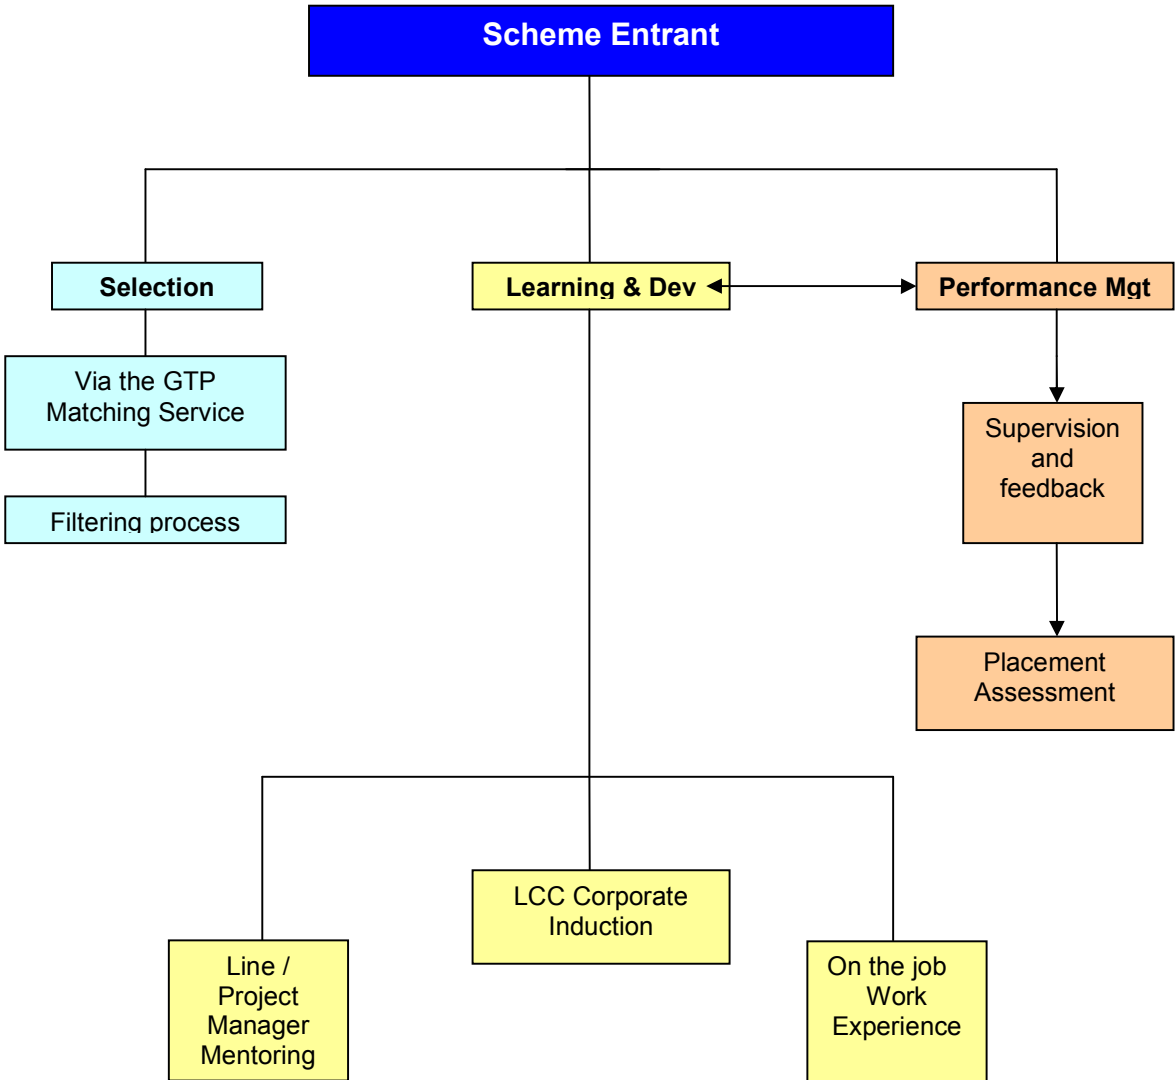 Scheme Entrant
Selection
Learning & Dev
Performance Mgt
Via the GTP
Matching Service
Filtering process
Supervision
and
feedback
Placement
Assessment
LCC Corporate
Induction
Line /
Project
Manager
Mentoring
On the job
Work
Experience